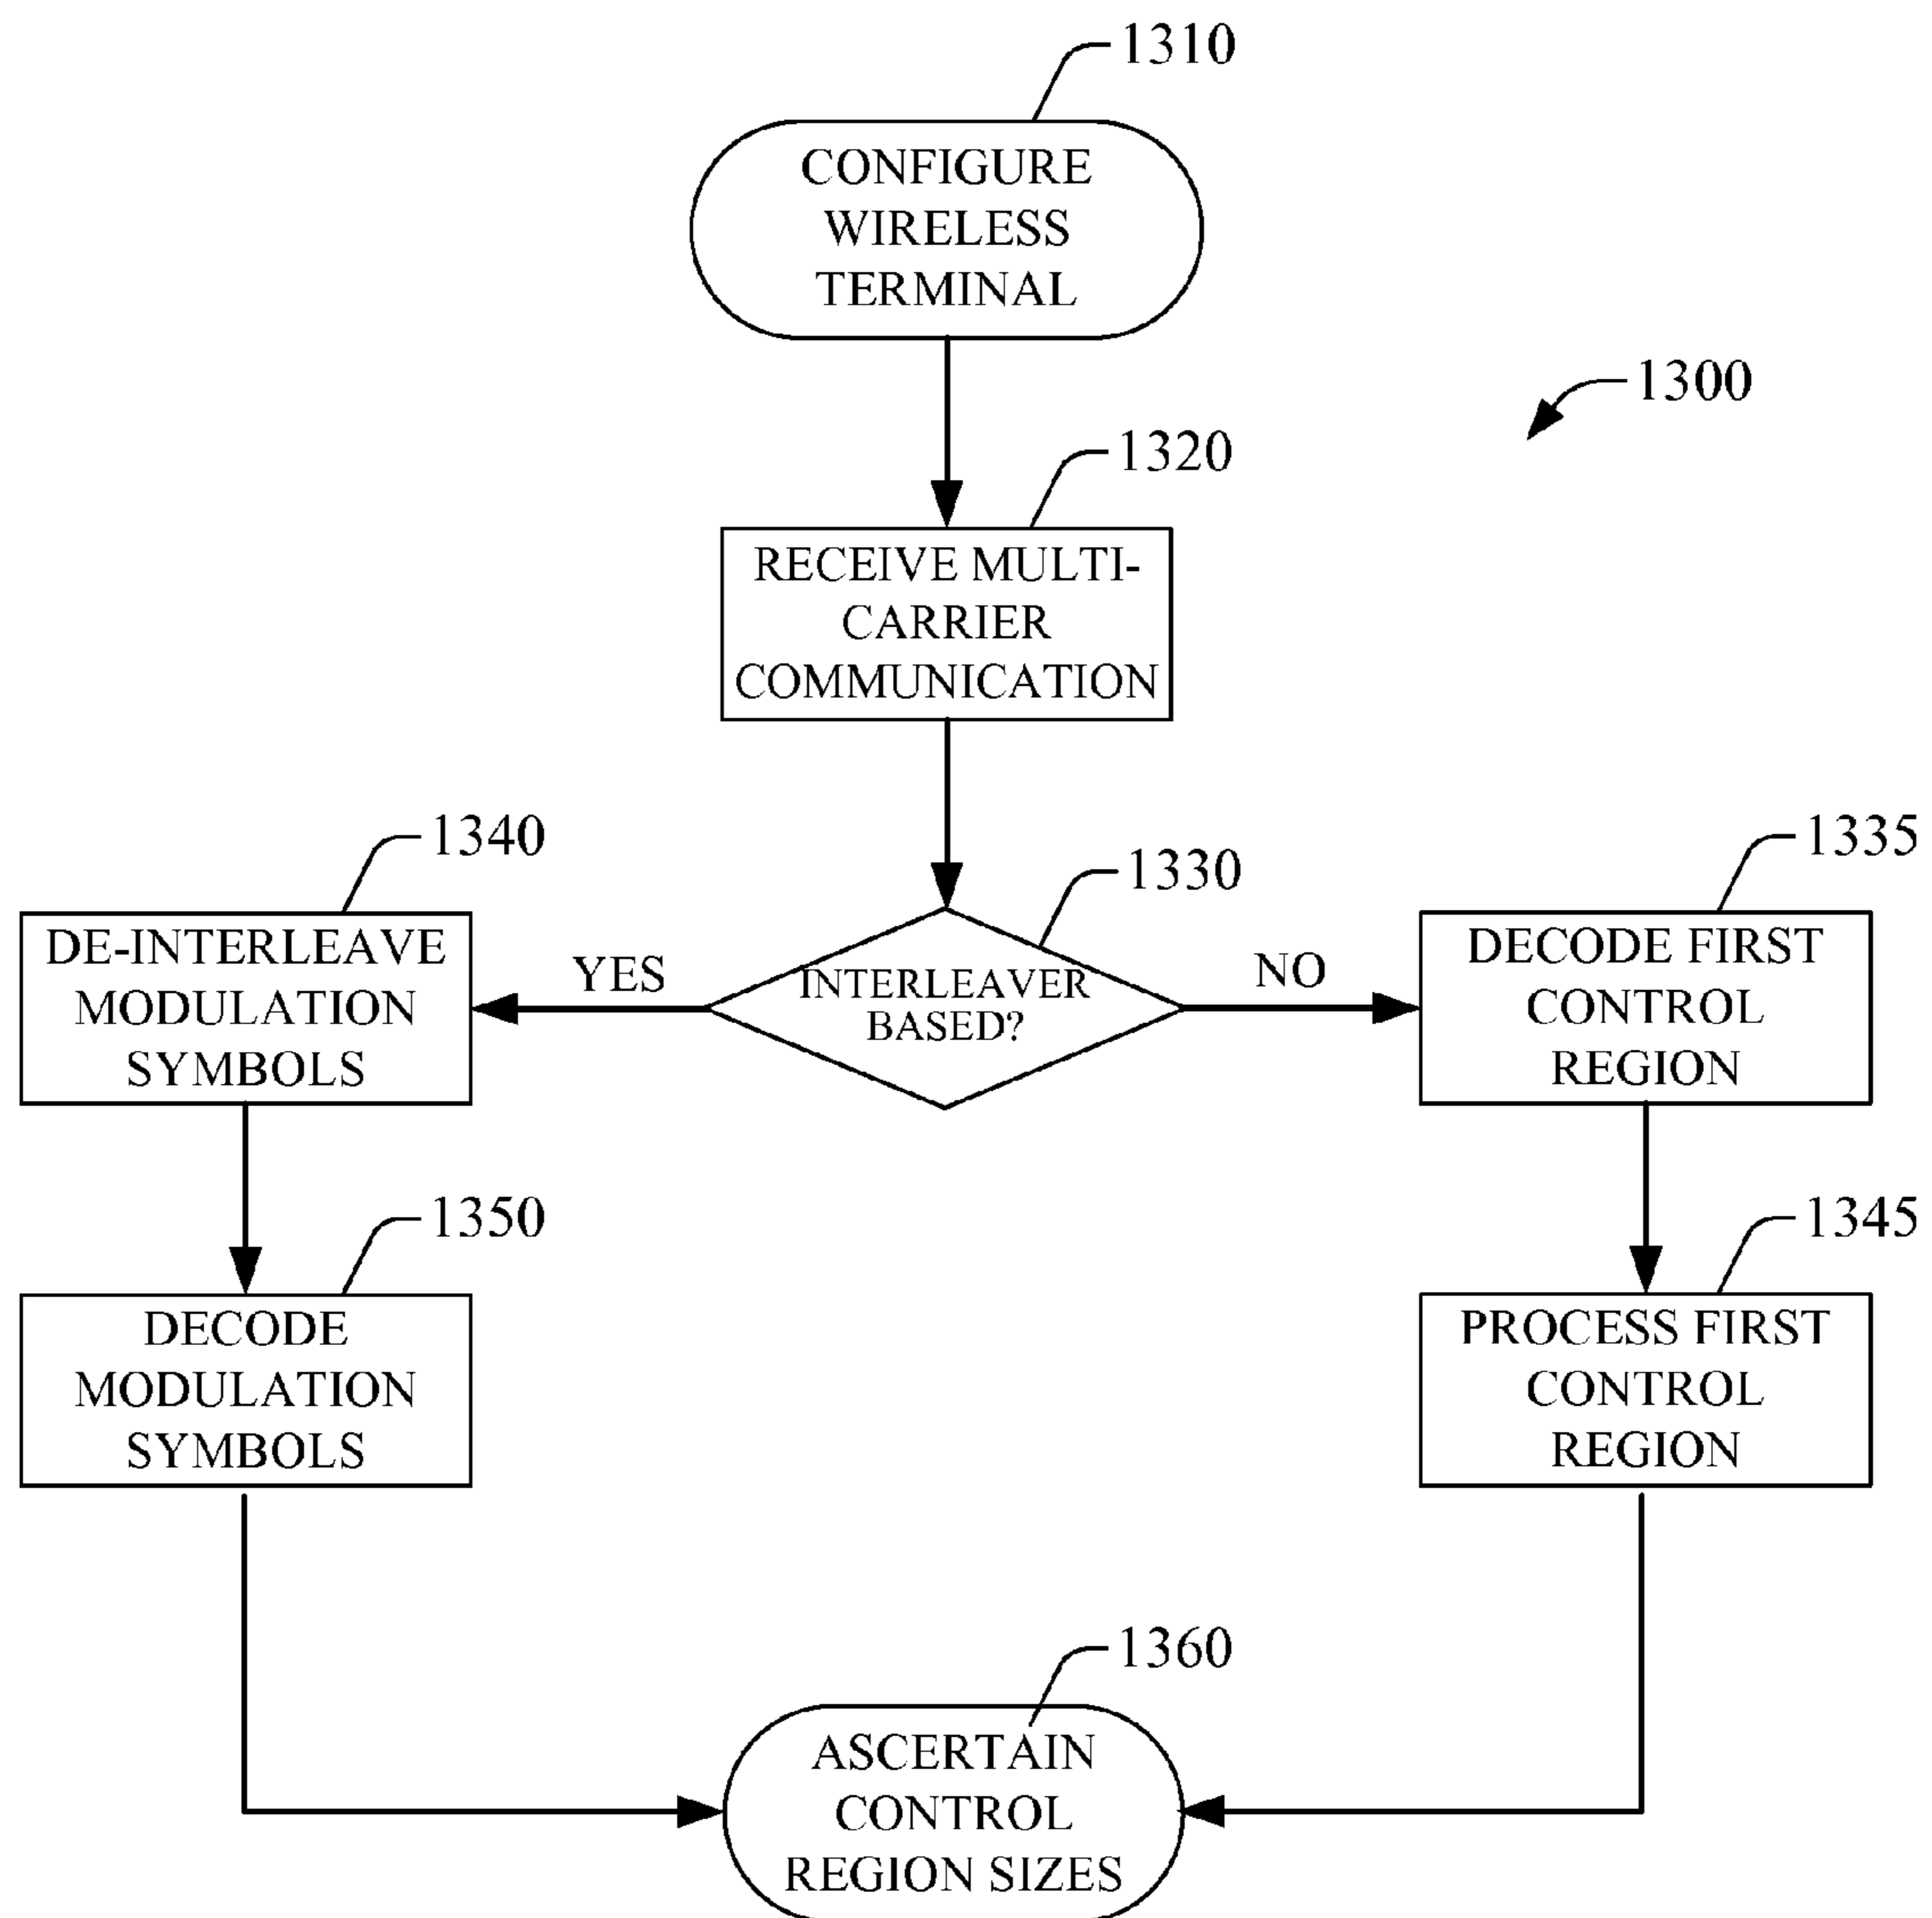 1310
CONFIGURE
WIRELESS
TERMINAL
1300
1320
RECEIVE MULTI-
CARRIER
COMMUNICATION
1340
1330
1335
DE-INTERLEAVE
MODULATION
SYMBOLS
YES
INTERLEAVER
BASED?
NO
DECODE FIRST
CONTROL
REGION
1350
1345
DECODE
MODULATION
SYMBOLS
PROCESS FIRST
CONTROL
REGION
1360
ASCERTAIN
CONTROL
REGION SIZES